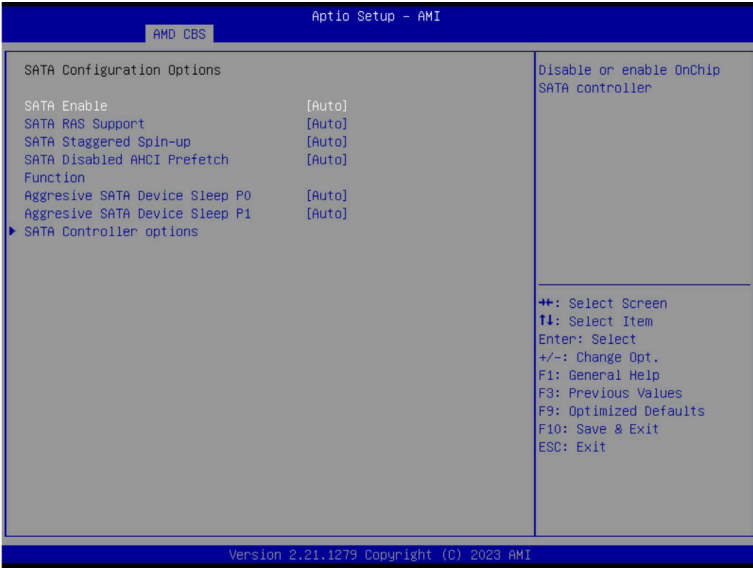 Aptio Setup – AMI
AMD CBS
SATA Configuration Options
SATA Enable [Auto]
SATA RAS Support [Auto]
SATA Staggered Spin-up [Auto]
SATA Disabled AHCI Prefetch [Auto]
Function
Aggresive SATA Device Sleep P0 [Auto]
Aggresive SATA Device Sleep P1 [Auto]
SATA Controller options
Disable or enable OnChip
SATA controller
→←: Select Screen
↑↓: Select Item
Enter: Select
+/-: Change Opt.
F1: General Help
F3: Previous Values
F9: Optimized Defaults
F10: Save & Exit
ESC: Exit
Version 2.21.1279 Copyright (C) 2023 AMI